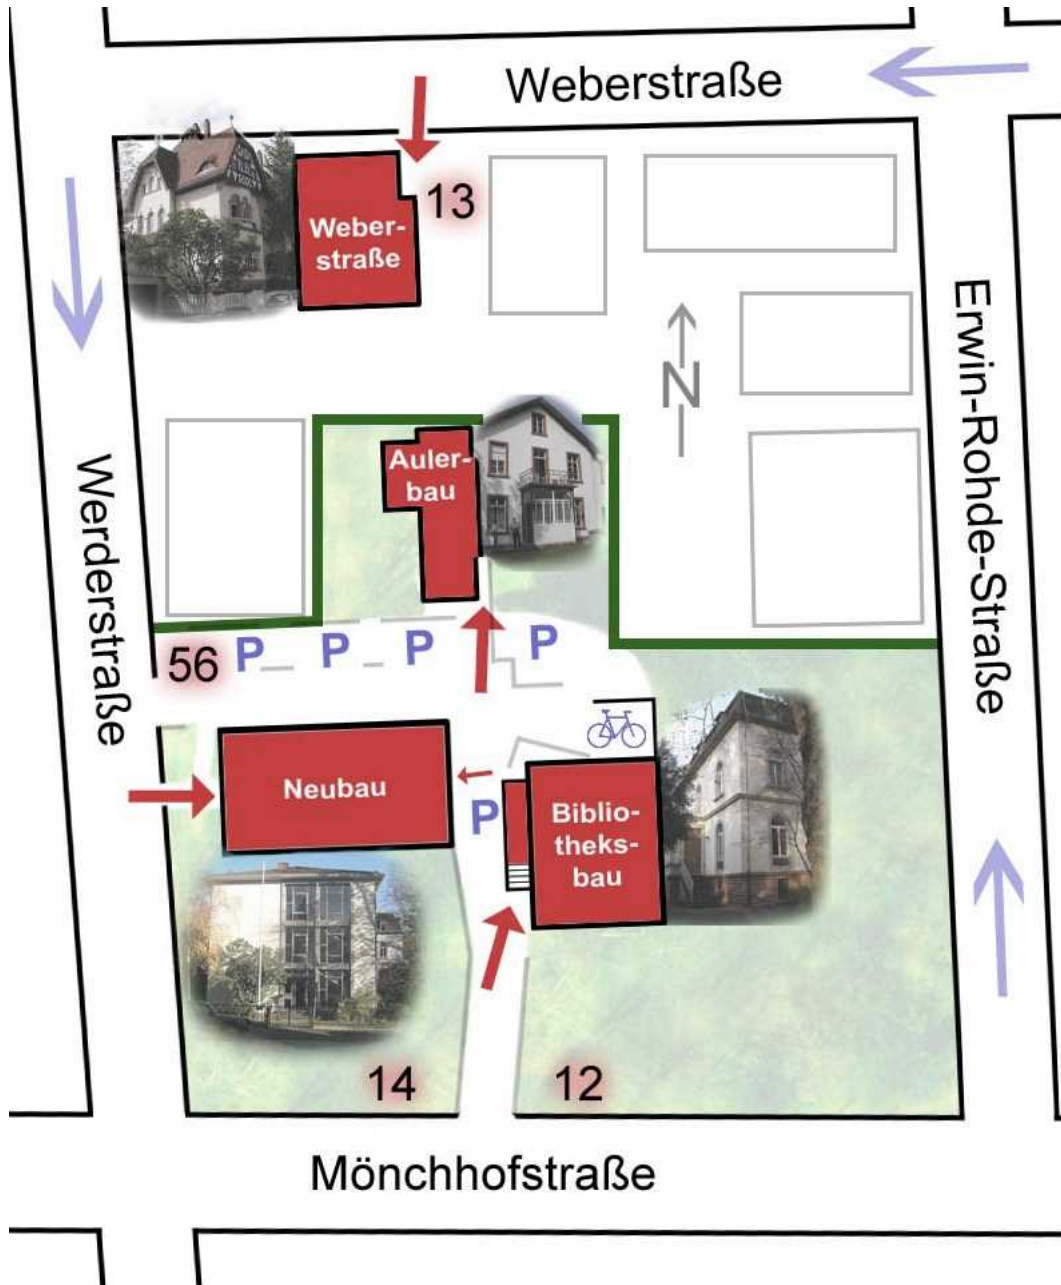 Weberstraße
13
Weber-
straße
Erwin-Rohde-Straße
N
Auler-
bau
Werderstraße
56
P
P
P
P
Neubau
P
Biblio-
theks-
bau
14
12
Mönchhofstraße